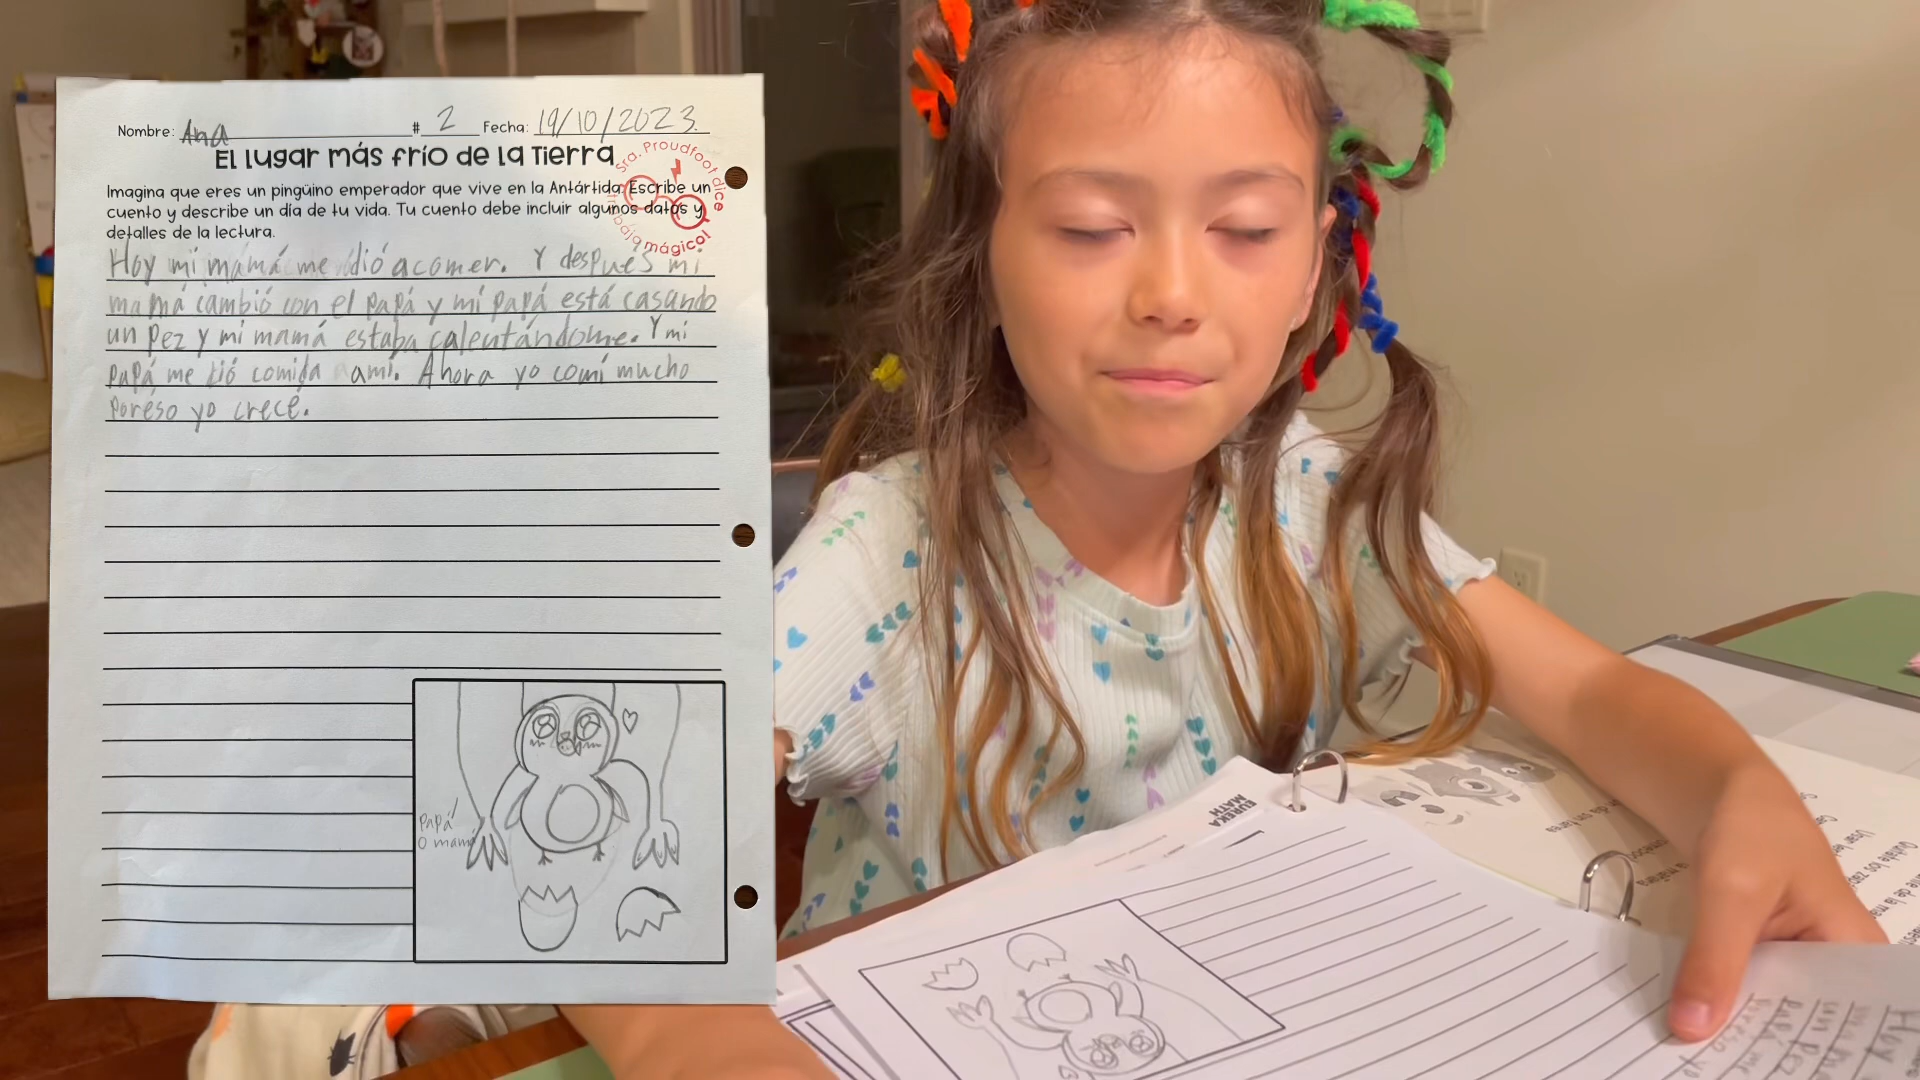 Nombre: Ana # 2 Fecha: 19/10/2023.
El lugar más frío de la Tierra
Sra. Proudfoot dice
¡trabajo mágico!
Imagina que eres un pingüino emperador que vive en la Antártida. Escribe un
cuento y describe un día de tu vida. Tu cuento debe incluir algunos datos y
detalles de la lectura.
Hoy mi mamá me dió acomer. Y después mi
mamá cambió con el papá y mi papá está casando
un pez y mi mamá estaba calentándome. Y mi
papá me dió comida amí. Ahora yo comí mucho
poréso yo crecé.
Papá
o mamá
EUREKA
MATH